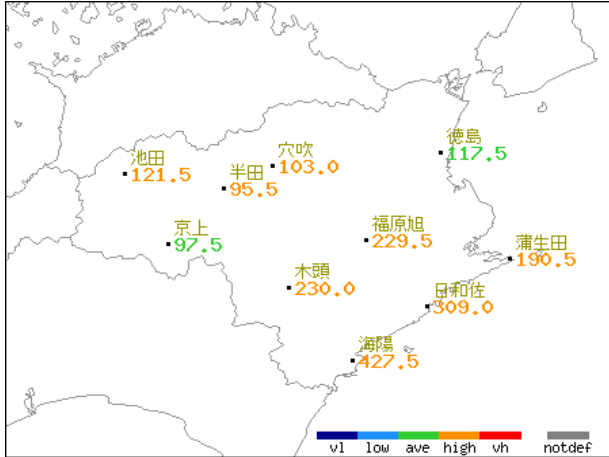 徳島
117.5
池田
121.5
穴吹
103.0
半田
95.5
京上
97.5
福原旭
229.5
蒲生田
190.5
木頭
230.0
日和佐
309.0
海陽
427.5
vl low ave high vh notdef